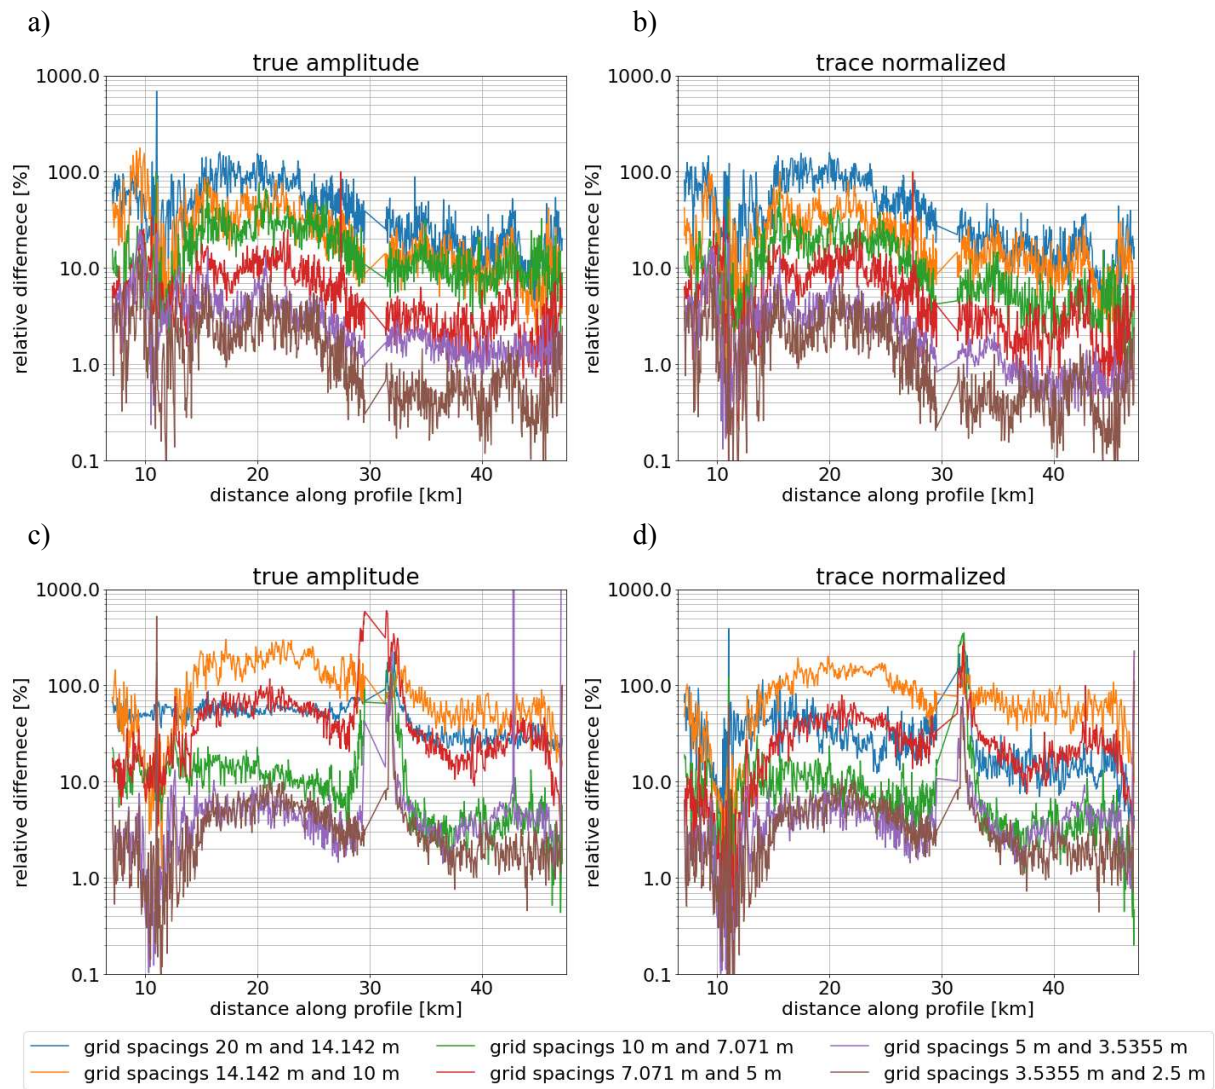 a) b)
true amplitude trace normalized
1000.0 1000.0
100.0 100.0
10.0 10.0
1.0 1.0
0.1 0.1
relative differnece [%] relative differnece [%]
10 20 30 40 10 20 30 40
distance along profile [km] distance along profile [km]
c) d)
true amplitude trace normalized
1000.0 1000.0
100.0 100.0
10.0 10.0
1.0 1.0
0.1 0.1
relative differnece [%] relative differnece [%]
10 20 30 40 10 20 30 40
distance along profile [km] distance along profile [km]
grid spacings 20 m and 14.142 m grid spacings 10 m and 7.071 m grid spacings 5 m and 3.5355 m
grid spacings 14.142 m and 10 m grid spacings 7.071 m and 5 m grid spacings 3.5355 m and 2.5 m